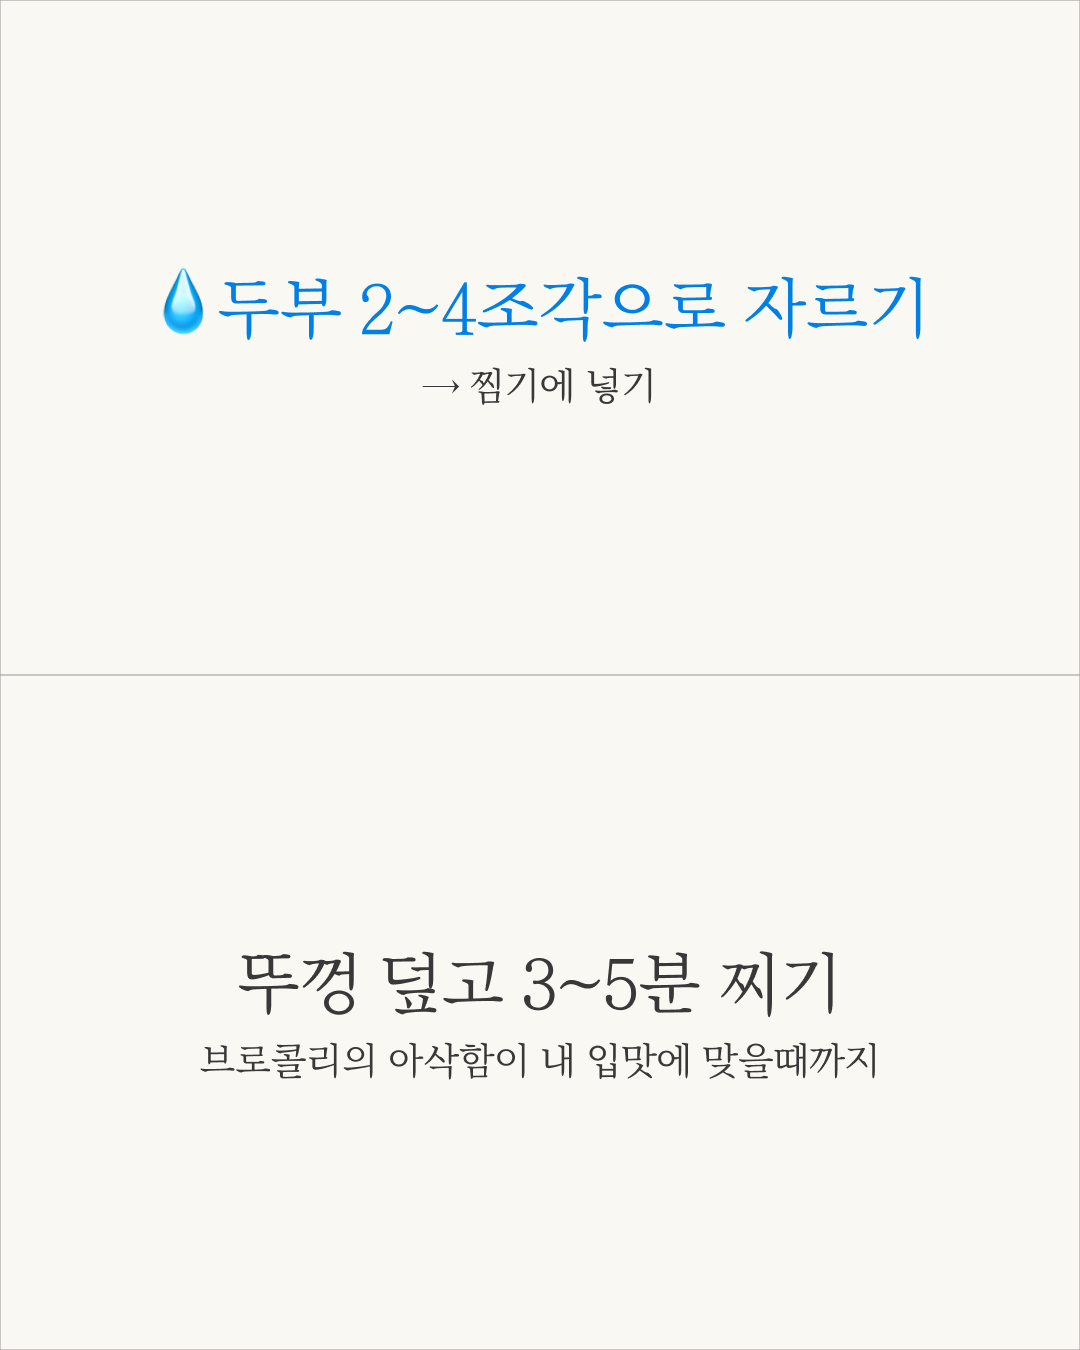 💧두부 2~4조각으로 자르기
→ 찜기에 넣기
뚜껑 덮고 3~5분 찌기
브로콜리의 아삭함이 내 입맛에 맞을때까지